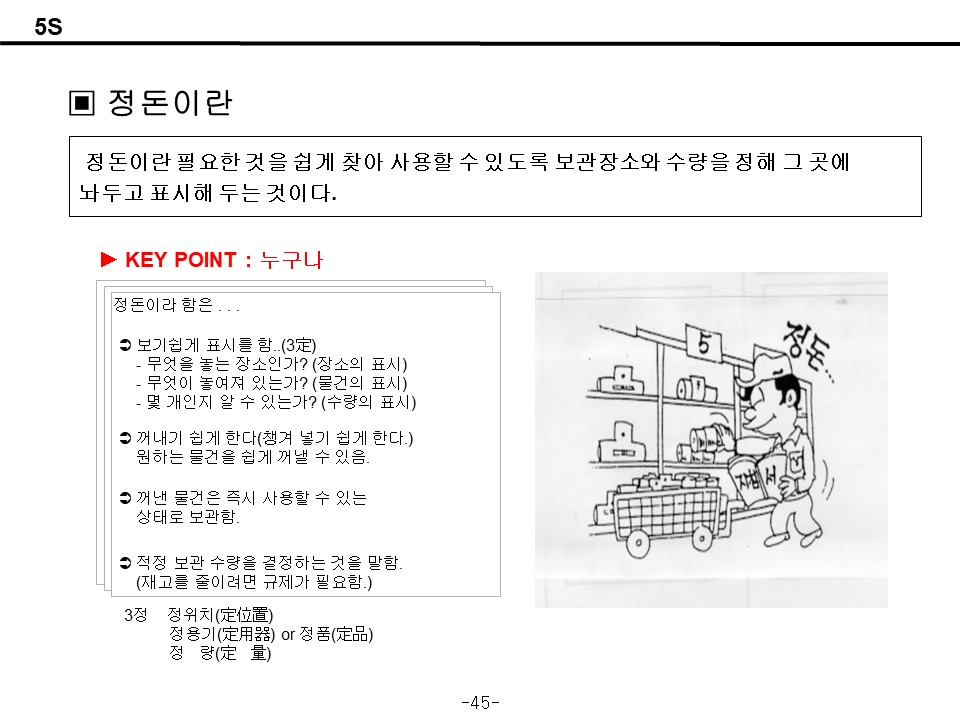 5S
▣ 정돈이란
정돈이란 필요한 것을 쉽게 찾아 사용할 수 있도록 보관장소와 수량을 정해 그 곳에
놔두고 표시해 두는 것이다.
► KEY POINT : 누구나
정돈이라 함은 . . .
➲ 보기쉽게 표시를 함..(3定)
- 무엇을 놓는 장소인가? (장소의 표시)
- 무엇이 놓여져 있는가? (물건의 표시)
- 몇 개인지 알 수 있는가? (수량의 표시)
➲ 꺼내기 쉽게 한다(챙겨 넣기 쉽게 한다.)
원하는 물건을 쉽게 꺼낼 수 있음.
➲ 꺼낸 물건은 즉시 사용할 수 있는
상태로 보관함.
➲ 적정 보관 수량을 결정하는 것을 말함.
(재고를 줄이려면 규제가 필요함.)
3정 정위치(定位置)
정용기(定用器) or 정품(定品)
정 량(定 量)
5
정돈...
-45-